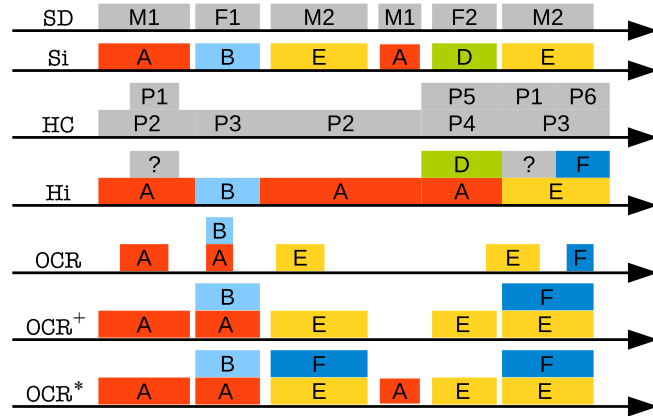 SD M1 F1 M2 M1 F2 M2
Si A B E A D E
P1 P5 P1 P6
HC P2 P3 P2 P4 P3
? D ? F
Hi A B A A E
B
OCR A A E E F
B F
OCR+ A A E E E
B F F
OCR* A A E A E E